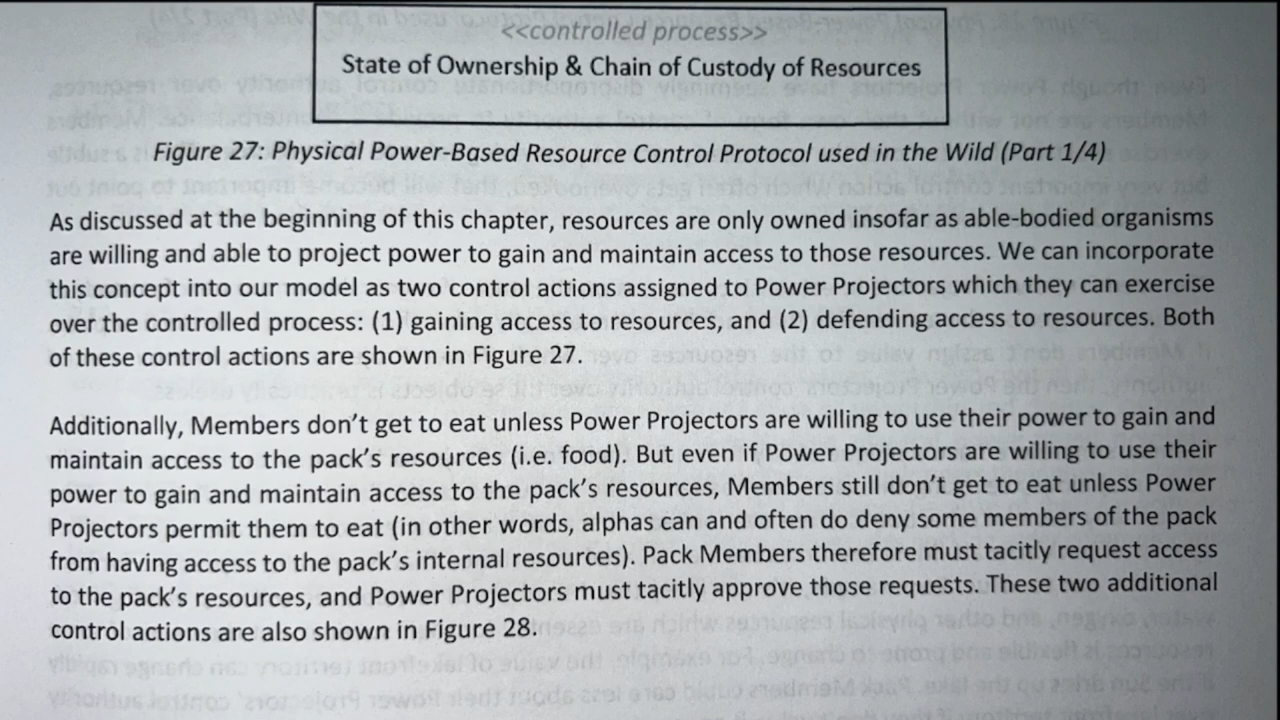 <<controlled process>>
State of Ownership & Chain of Custody of Resources
Figure 27: Physical Power-Based Resource Control Protocol used in the Wild (Part 1/4)
As discussed at the beginning of this chapter, resources are only owned insofar as able-bodied organisms
are willing and able to project power to gain and maintain access to those resources. We can incorporate
this concept into our model as two control actions assigned to Power Projectors which they can exercise
over the controlled process: (1) gaining access to resources, and (2) defending access to resources. Both
of these control actions are shown in Figure 27.
Additionally, Members don’t get to eat unless Power Projectors are willing to use their power to gain and
maintain access to the pack’s resources (i.e. food). But even if Power Projectors are willing to use their
power to gain and maintain access to the pack’s resources, Members still don’t get to eat unless Power
Projectors permit them to eat (in other words, alphas can and often do deny some members of the pack
from having access to the pack’s internal resources). Pack Members therefore must tacitly request access
to the pack’s resources, and Power Projectors must tacitly approve those requests. These two additional
control actions are also shown in Figure 28.